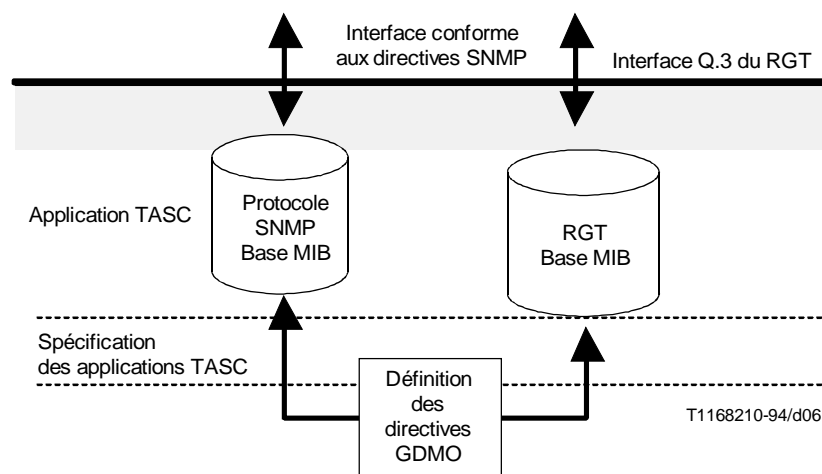 Interface conforme
aux directives SNMP
Interface Q.3 du RGT
Application TASC
Protocole
SNMP
Base MIB
RGT
Base MIB
Spécification
des applications TASC
Définition
des
directives
GDMO
T1168210-94/d06